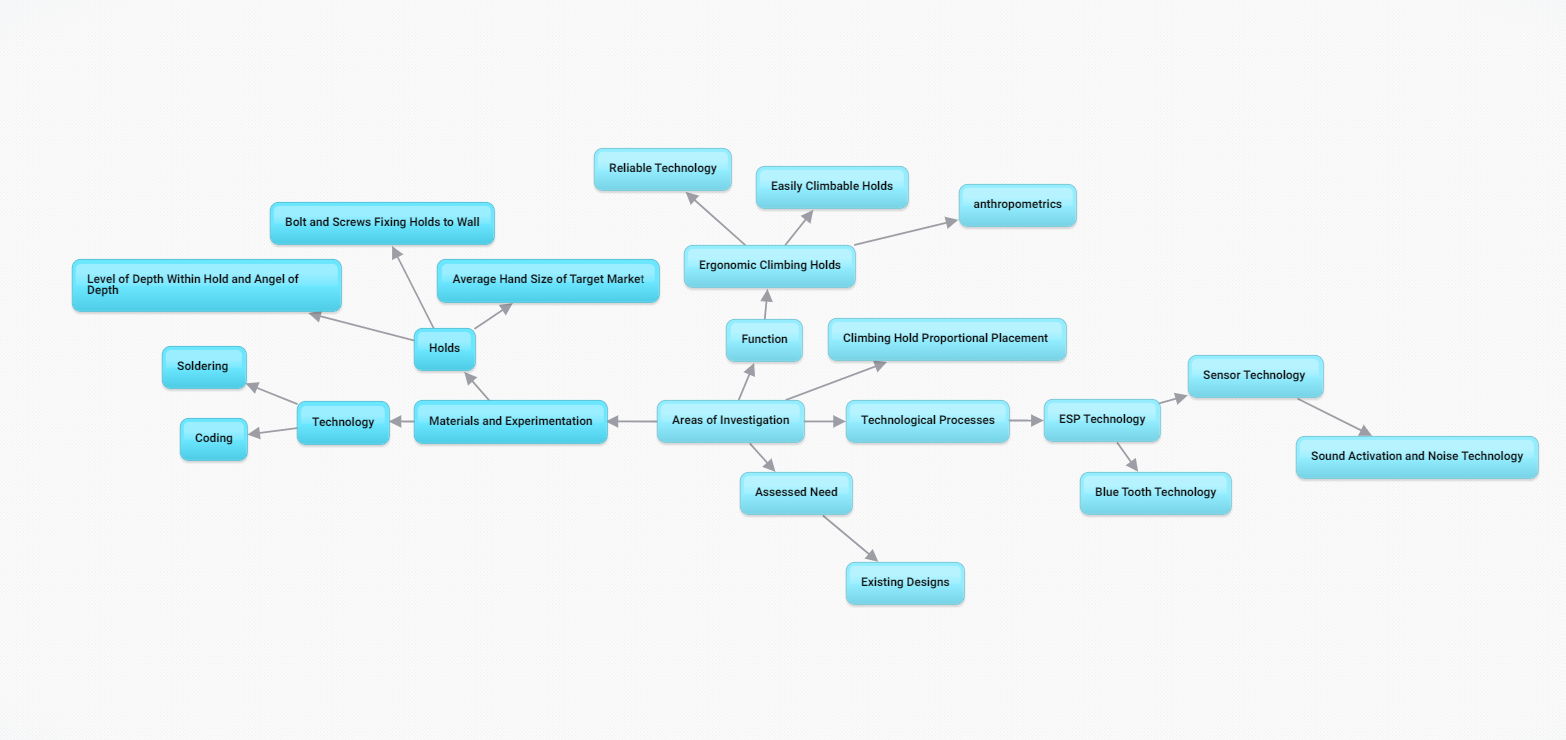 Reliable Technology
Easily Climbable Holds
anthropometrics
Bolt and Screws Fixing Holds to Wall
Ergonomic Climbing Holds
Level of Depth Within Hold and Angel of
Depth
Average Hand Size of Target Market
Function
Climbing Hold Proportional Placement
Holds
Soldering
Sensor Technology
Technology
Materials and Experimentation
Areas of Investigation
Technological Processes
ESP Technology
Coding
Sound Activation and Noise Technology
Assessed Need
Blue Tooth Technology
Existing Designs